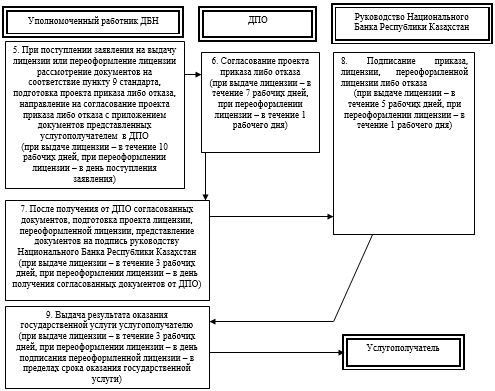 Уполномоченный работник ДБН
ДПО
Руководство Национального
Банка Республики Казахстан
5. При поступлении заявления на выдачу
лицензии или переоформление лицензии
рассмотрение документов на
соответствие пункту 9 стандарта,
подготовка проекта приказа либо отказа,
направление на согласование проекта
приказа либо отказа с приложением
документов представленных
услугополучателем в ДПО
(при выдаче лицензии – в течение 10
рабочих дней, при переоформлении
лицензии – в день поступления
заявления)
6. Согласование проекта
приказа либо отказа
(при выдаче лицензии – в
течение 7 рабочих дней,
при переоформлении
лицензии – в течение 1
рабочего дня)
8. Подписание приказа,
лицензии, переоформленной
лицензии либо отказа
(при выдаче лицензии – в
течение 5 рабочих дней, при
переоформлении лицензии – в
течение 1 рабочего дня)
7. После получения от ДПО согласованных
документов, подготовка проекта лицензии,
переоформленной лицензии, представление
документов на подпись руководству
Национального Банка Республики Казахстан
(при выдаче лицензии – в течение 3 рабочих
дней, при переоформлении лицензии – в день
получения согласованных документов от ДПО)
9. Выдача результата оказания
государственной услуги услугополучателю
(при выдаче лицензии – в течение 3 рабочих
дней, при переоформлении лицензии – в день
подписания переоформленной лицензии – в
пределах срока оказания государственной
услуги)
Услугополучатель